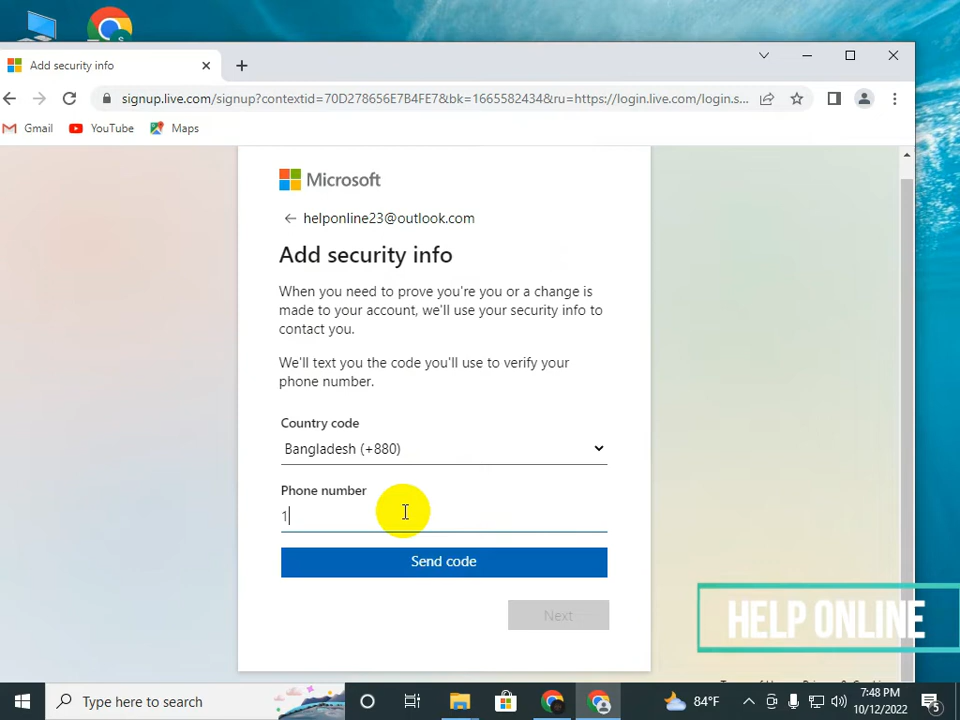 Add security info
signup.live.com/signup?contextid=70D278656E7B4FE7&bk=1665582434&ru=https://login.live.com/login.s...
Gmail
YouTube
Maps
Microsoft
helponline23@outlook.com
Add security info
When you need to prove you're you or a change is
made to your account, we'll use your security info to
contact you.
We'll text you the code you'll use to verify your
phone number.
Country code
Bangladesh (+880)
Phone number
1
Send code
Next
HELP ONLINE
Type here to search
84°F
7:48 PM
10/12/2022
5